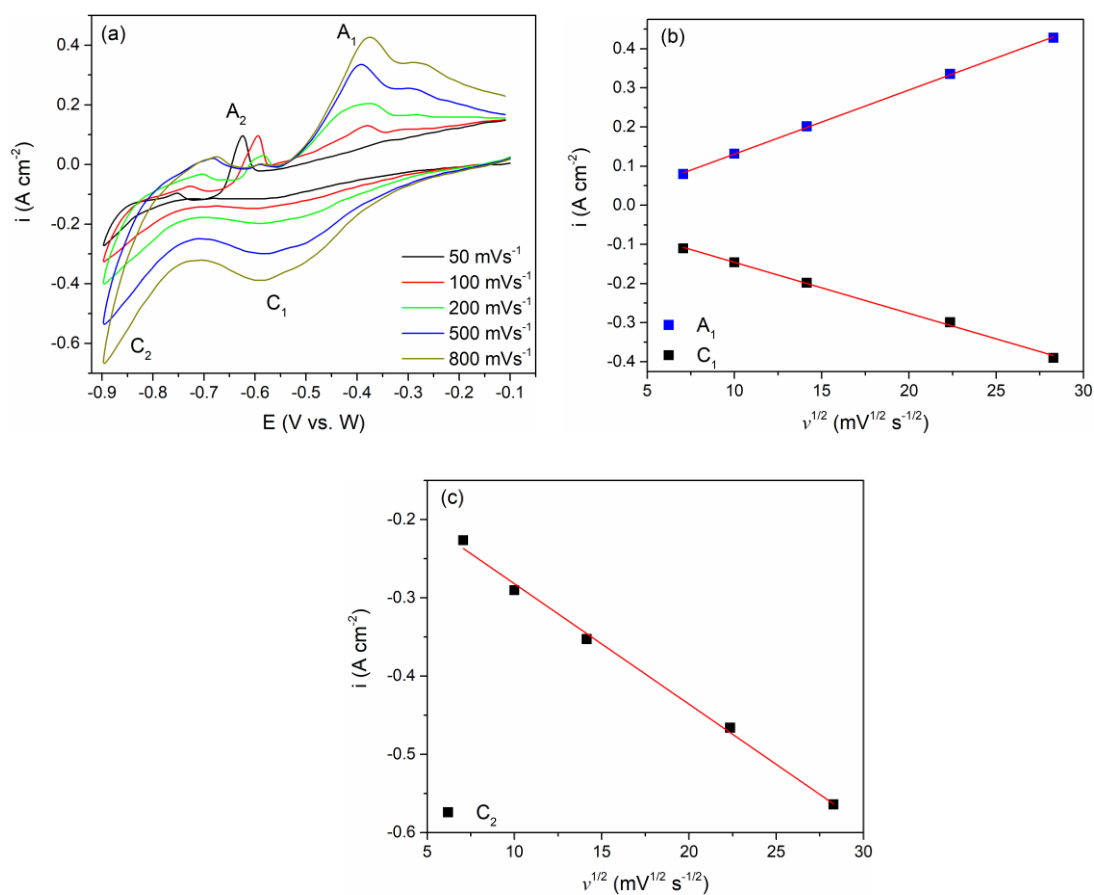 (a)
A₁
A₂
C₁
C₂
50 mVs⁻¹
100 mVs⁻¹
200 mVs⁻¹
500 mVs⁻¹
800 mVs⁻¹
0.4
0.2
0.0
-0.2
-0.4
-0.6
i (A cm⁻²)
-0.9 -0.8 -0.7 -0.6 -0.5 -0.4 -0.3 -0.2 -0.1
E (V vs. W)
(b)
0.4
0.3
0.2
0.1
0.0
-0.1
-0.2
-0.3
-0.4
i (A cm⁻²)
A₁
C₁
5 10 15 20 25 30
v¹/² (mV¹/² s⁻¹/²)
(c)
-0.2
-0.3
-0.4
-0.5
-0.6
i (A cm⁻²)
C₂
5 10 15 20 25 30
v¹/² (mV¹/² s⁻¹/²)